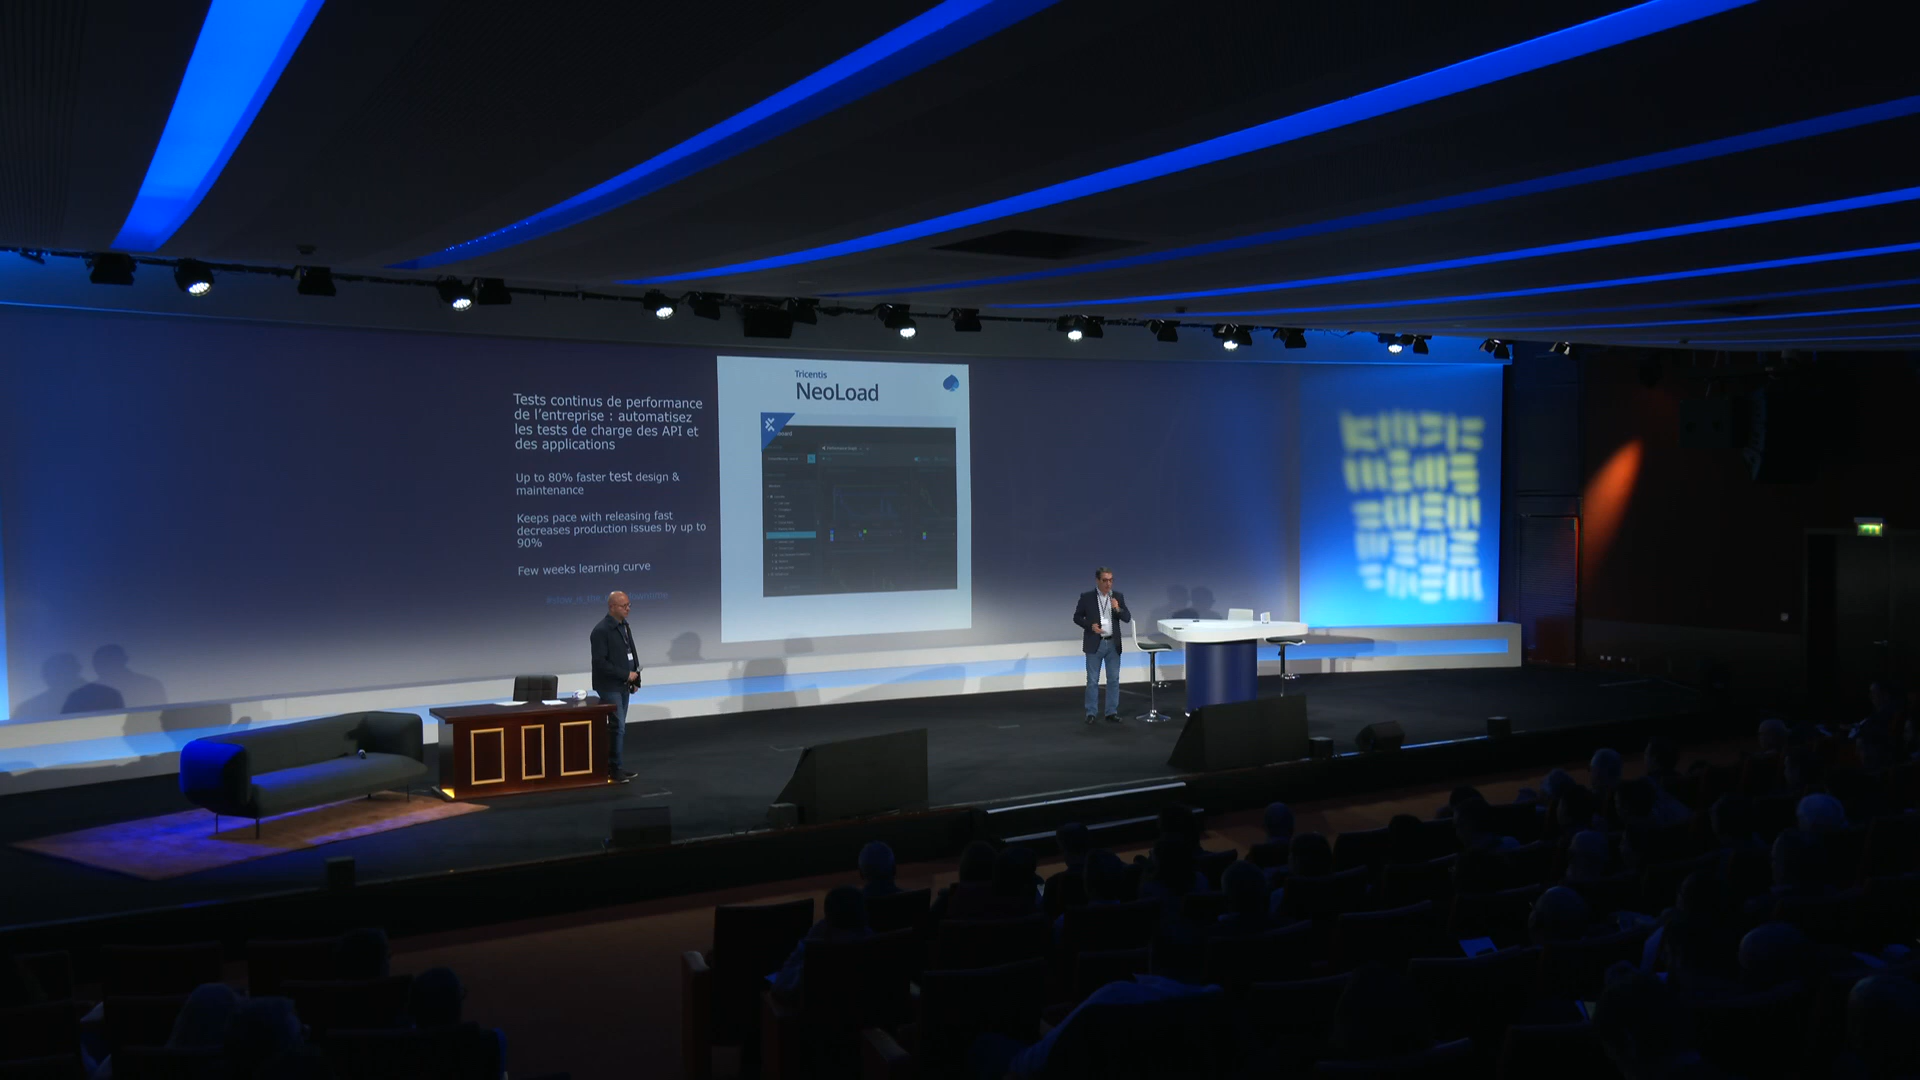 Tests continus de performance
de l’entreprise : automatisez
les tests de charge des API et
des applications
Up to 80% faster test design &
maintenance
Keeps pace with releasing fast
decreases production issues by up to
90%
Few weeks learning curve
Tricentis
NeoLoad